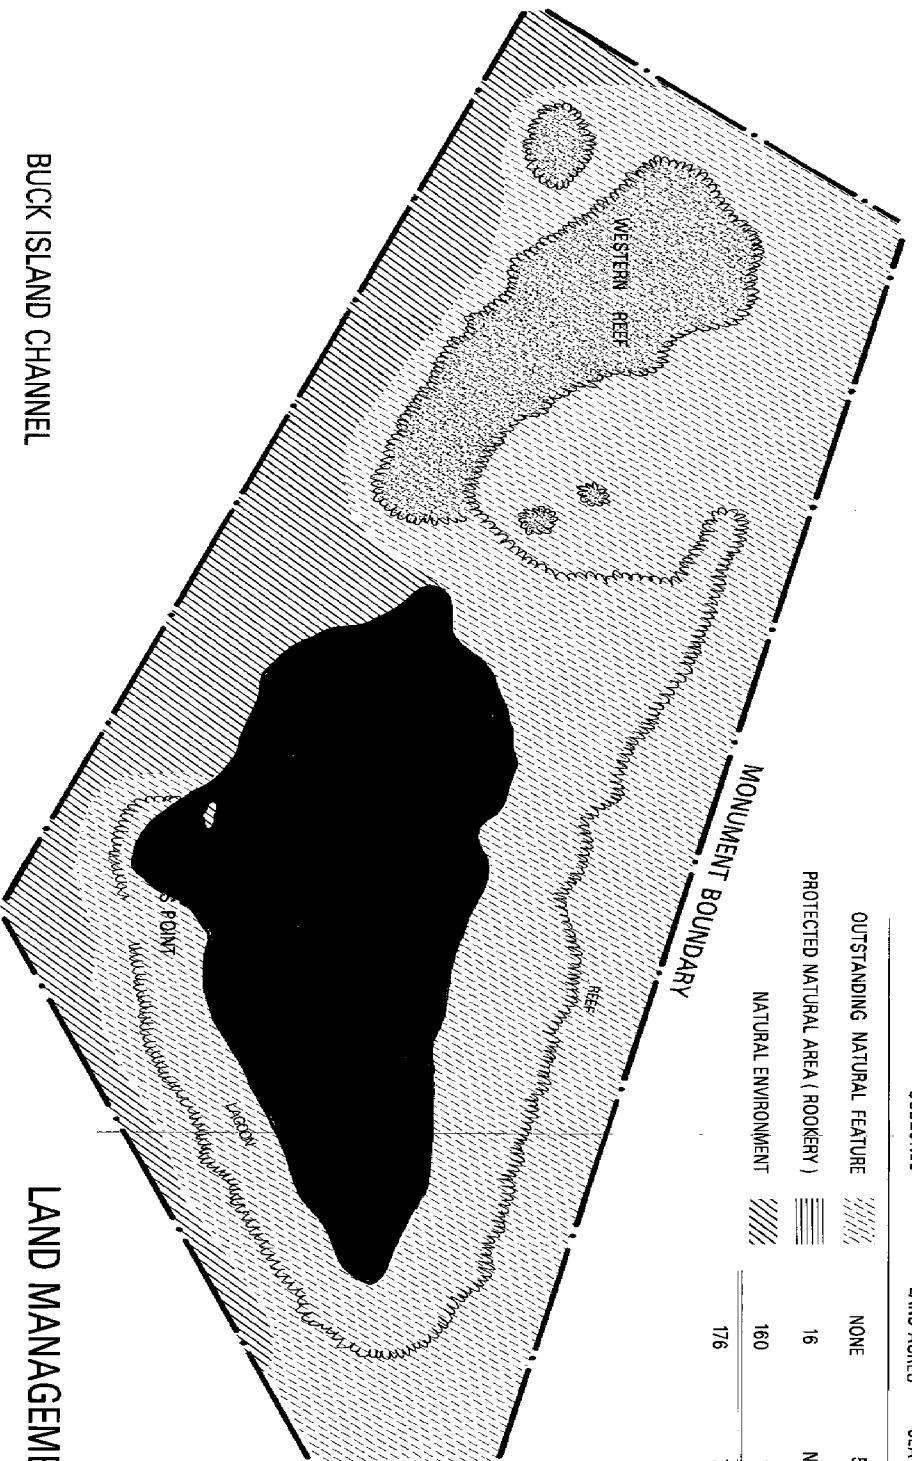 OUTSTANDING NATURAL FEATURE NONE
PROTECTED NATURAL AREA ( ROOKERY ) 16
NATURAL ENVIRONMENT 160
176
MONUMENT BOUNDARY
WESTERN REEF
REEF
POINT
LAGOON
BUCK ISLAND CHANNEL
LAND